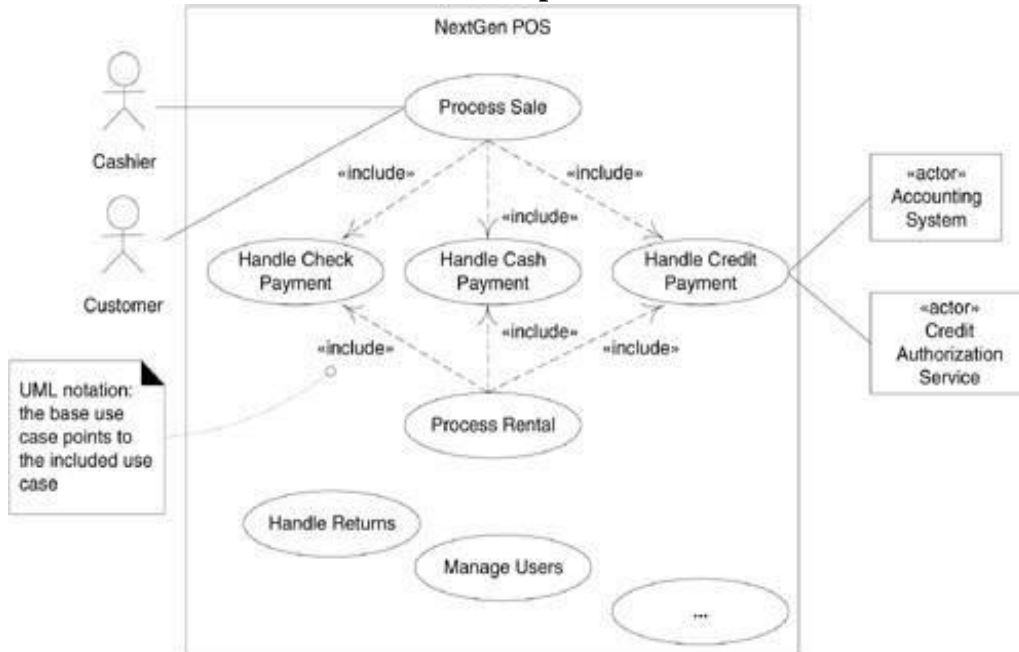 NextGen POS
Process Sale
Cashier
«include»
«include»
«include»
«actor»
Accounting
System
Handle Check
Payment
Handle Cash
Payment
Handle Credit
Payment
Customer
«include»
«include»
«include»
«actor»
Credit
Authorization
Service
UML notation:
the base use
case points to
the included use
case
Process Rental
Handle Returns
Manage Users
...